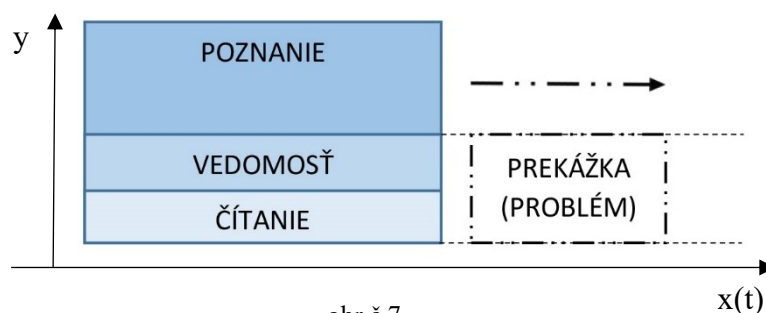 y
POZNANIE
VEDOMOSŤ
ČÍTANIE
PREKÁŽKA
(PROBLÉM)
x(t)